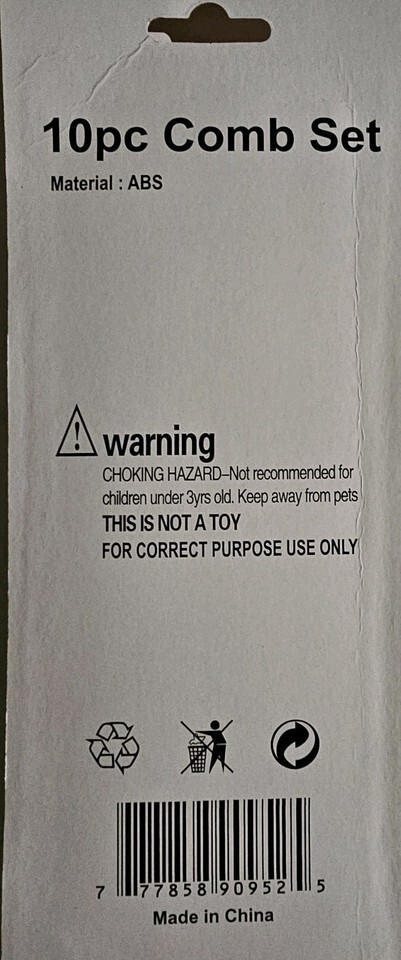 10pc Comb Set
Material : ABS
warning
CHOKING HAZARD–Not recommended for
children under 3yrs old. Keep away from pets
THIS IS NOT A TOY
FOR CORRECT PURPOSE USE ONLY
7 77858 90952 5
Made in China